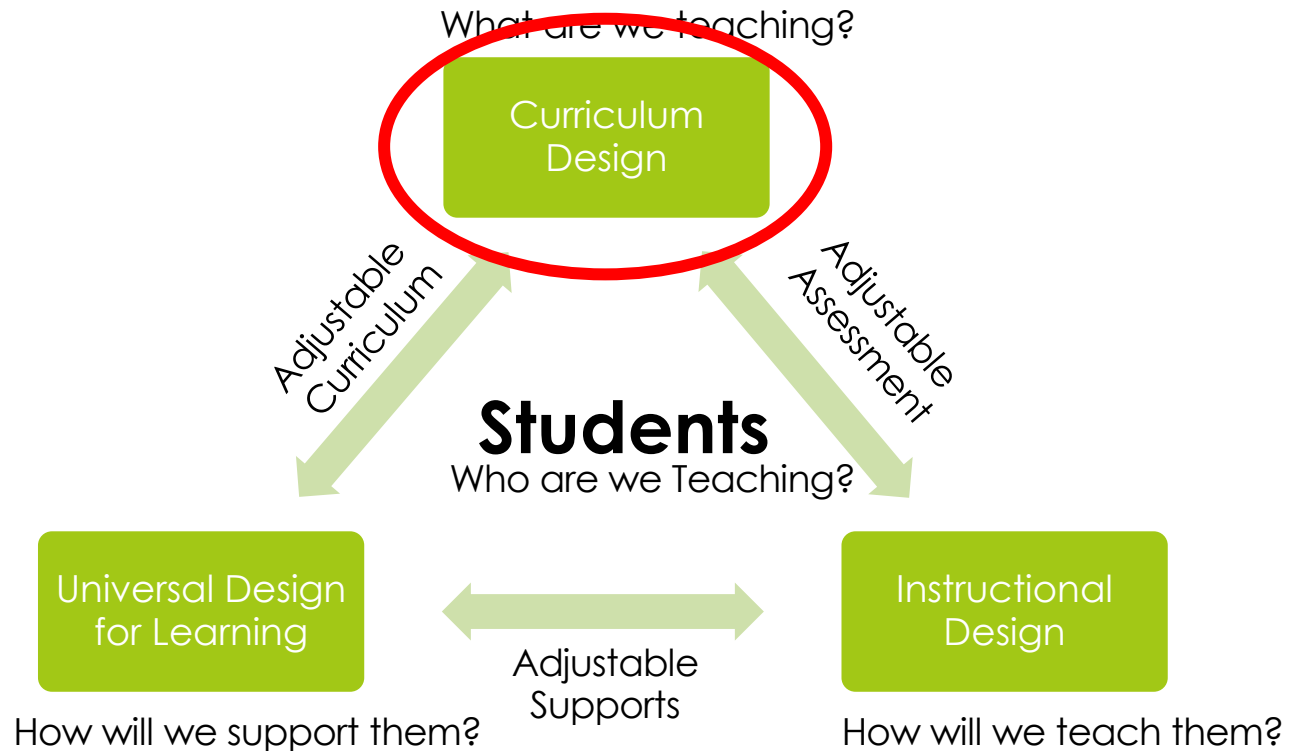 What are we teaching?
Curriculum
Design
Adjustable
Curriculum
Adjustable
Assessment
Students
Who are we Teaching?
Universal Design
for Learning
Adjustable
Supports
Instructional
Design
How will we support them?
How will we teach them?